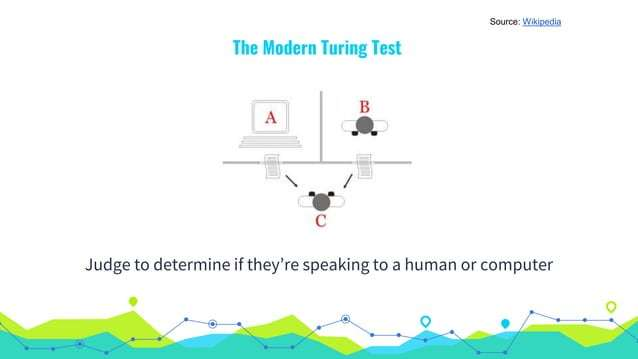 Source: Wikipedia
The Modern Turing Test
A
B
C
Judge to determine if they’re speaking to a human or computer